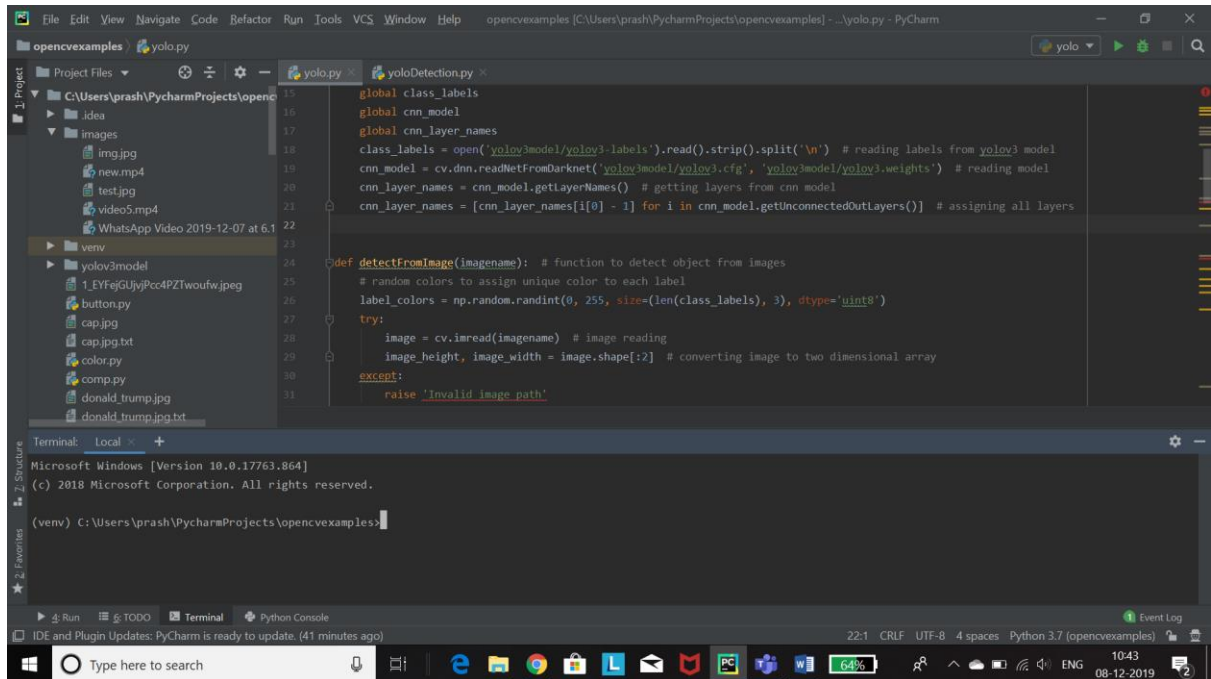 File Edit View Navigate Code Refactor Run Tools VCS Window Help opencvexamples [C:\Users\prash\PycharmProjects\opencvexamples] - ...\yolo.py - PyCharm
opencvexamples yolo.py yolo
1: Project
Project Files
C:\Users\prash\PycharmProjects\openc
.idea
images
img.jpg
new.mp4
test.jpg
video5.mp4
WhatsApp Video 2019-12-07 at 6.1
venv
yolov3model
1_EYFejGUjvjPcc4PZTwoufw.jpeg
button.py
cap.jpg
cap.jpg.txt
color.py
comp.py
donald_trump.jpg
donald_trump.jpg.txt
yolo.py yoloDetection.py
15 global class_labels
16 global cnn_model
17 global cnn_layer_names
18 class_labels = open('yolov3model/yolov3-labels').read().strip().split('\n') # reading labels from yolov3 model
19 cnn_model = cv.dnn.readNetFromDarknet('yolov3model/yolov3.cfg', 'yolov3model/yolov3.weights') # reading model
20 cnn_layer_names = cnn_model.getLayerNames() # getting layers from cnn model
21 cnn_layer_names = [cnn_layer_names[i[0] - 1] for i in cnn_model.getUnconnectedOutLayers()] # assigning all layers
22
23
24 def detectFromImage(imagename): # function to detect object from images
25 # random colors to assign unique color to each label
26 label_colors = np.random.randint(0, 255, size=(len(class_labels), 3), dtype='uint8')
27 try:
28 image = cv.imread(imagename) # image reading
29 image_height, image_width = image.shape[:2] # converting image to two dimensional array
30 except:
31 raise 'Invalid image path'
Terminal: Local +
Microsoft Windows [Version 10.0.17763.864]
(c) 2018 Microsoft Corporation. All rights reserved.
(venv) C:\Users\prash\PycharmProjects\opencvexamples>
Z: Structure
2: Favorites
4: Run 6: TODO Terminal Python Console 1 Event Log
IDE and Plugin Updates: PyCharm is ready to update. (41 minutes ago) 22:1 CRLF UTF-8 4 spaces Python 3.7 (opencvexamples)
Type here to search 64% ENG 10:43
08-12-2019
2